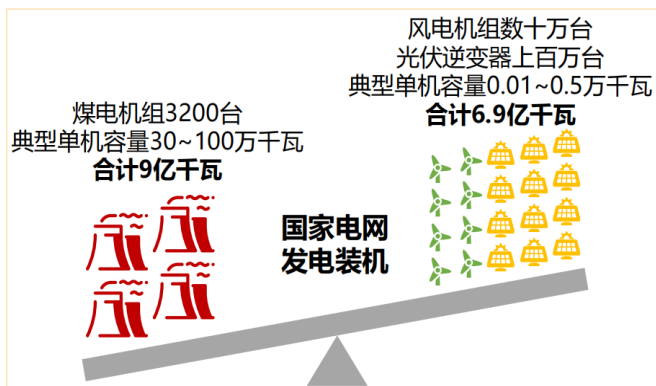 煤电机组3200台
典型单机容量30~100万千瓦
合计9亿千瓦
国家电网
发电装机
风电机组数十万台
光伏逆变器上百万台
典型单机容量0.01~0.5万千瓦
合计6.9亿千瓦